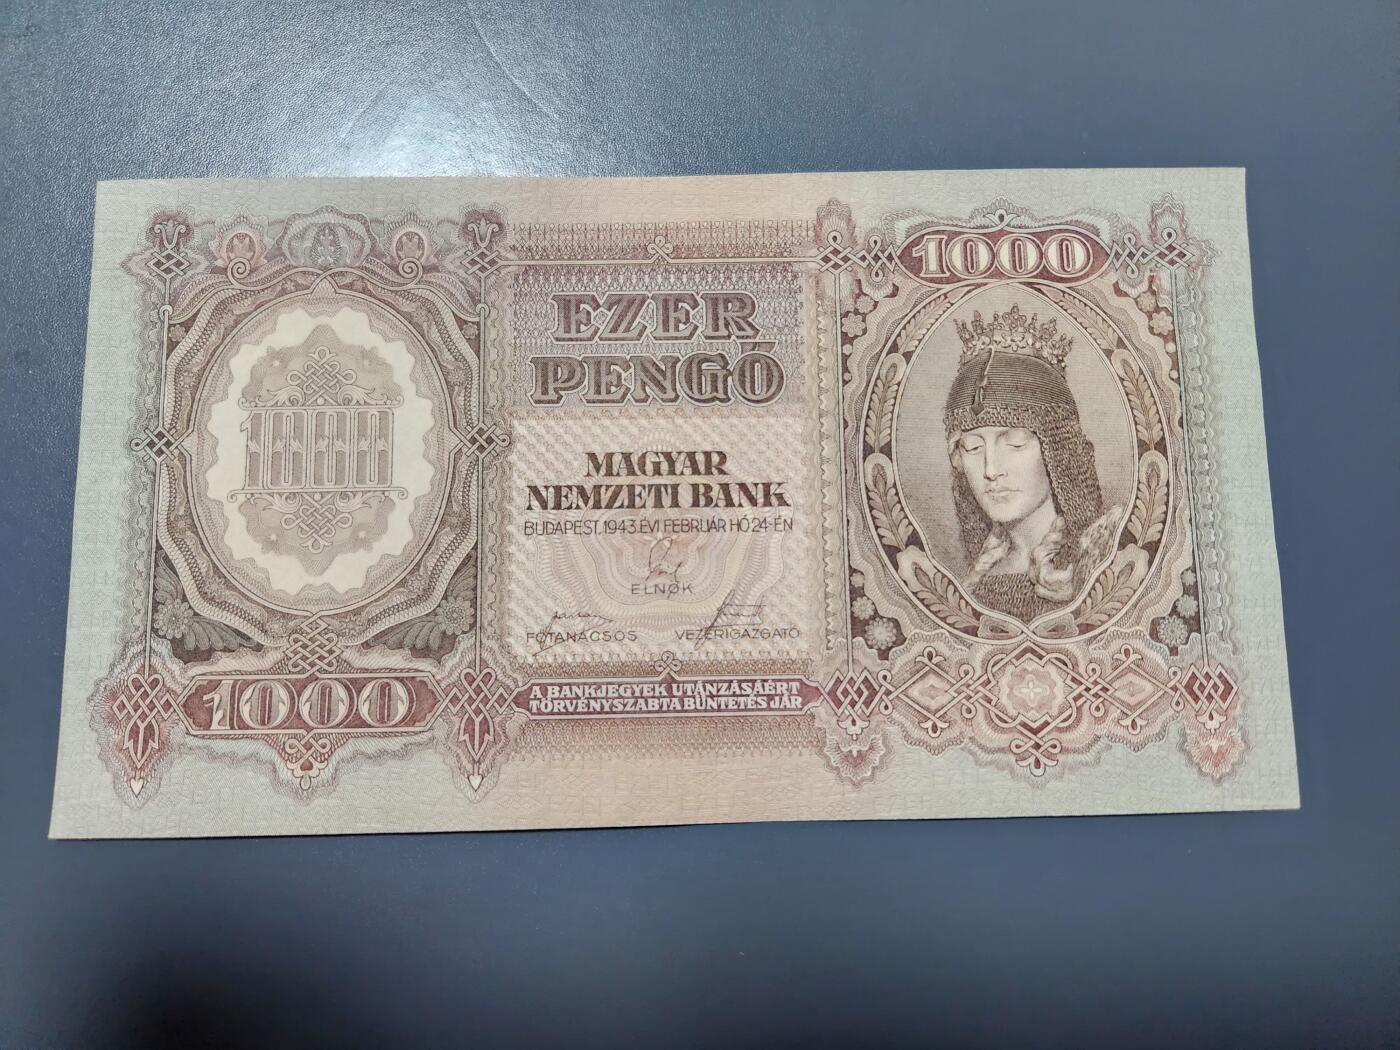 1000
EZER
PENGŐ
1000
MAGYAR
NEMZETI BANK
BUDAPEST, 1943. ÉVI FEBRUÁR HÓ 24-ÉN
ELNÖK
FŐTANÁCSOS VEZÉRIGAZGATÓ
1000
A BANKJEGYEK UTÁNZÁSÁÉRT
TÖRVÉNYSZABTA BÜNTETÉS JÁR